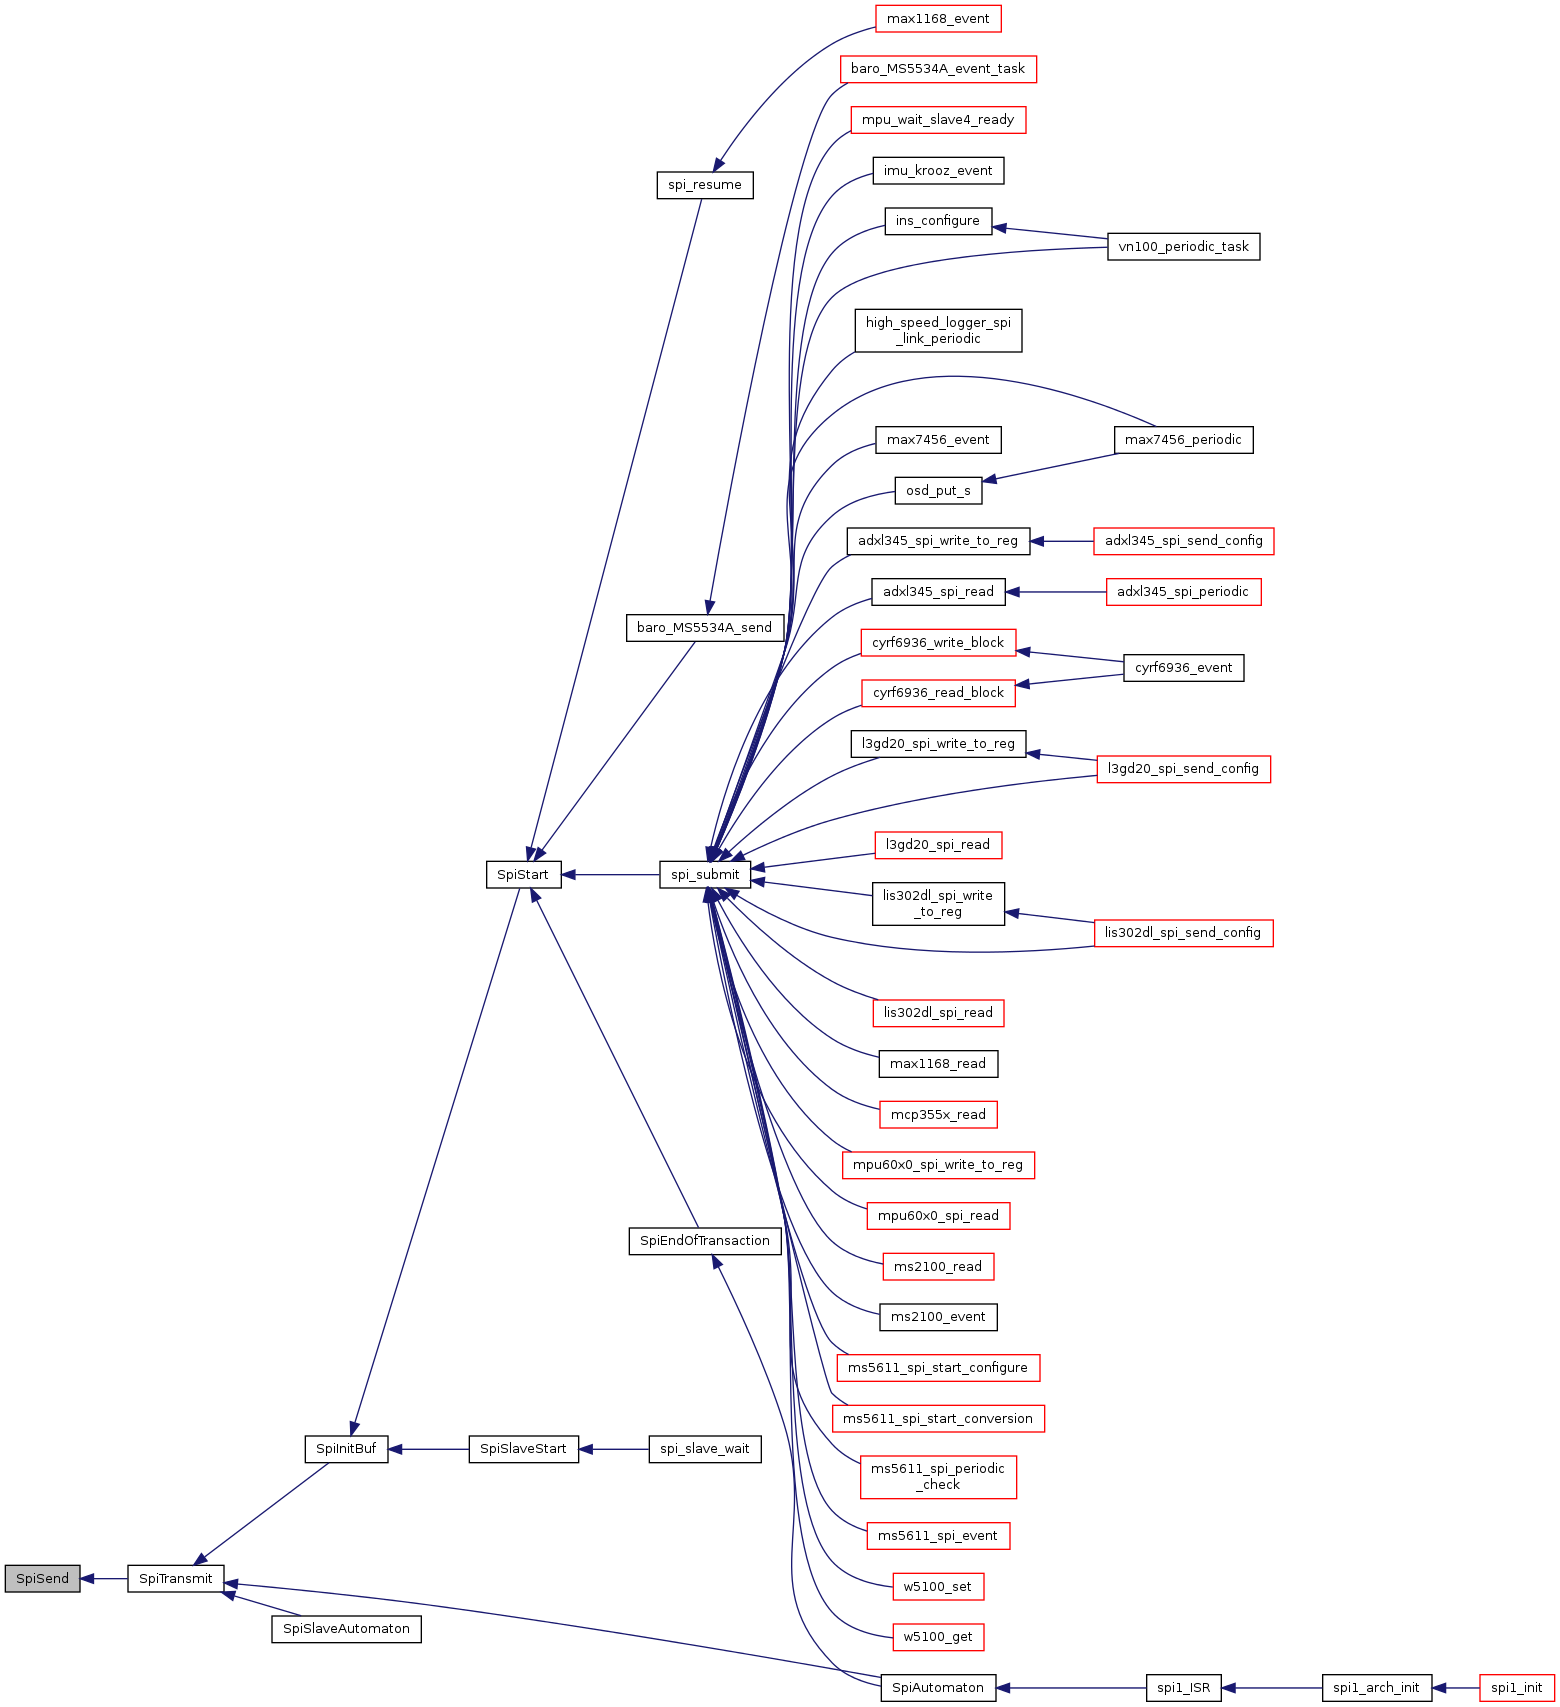 max1168_event
baro_MS5534A_event_task
mpu_wait_slave4_ready
imu_krooz_event
spi_resume
ins_configure
vn100_periodic_task
high_speed_logger_spi
_link_periodic
max7456_event
max7456_periodic
osd_put_s
adxl345_spi_write_to_reg
adxl345_spi_send_config
adxl345_spi_read
adxl345_spi_periodic
baro_MS5534A_send
cyrf6936_write_block
cyrf6936_event
cyrf6936_read_block
l3gd20_spi_write_to_reg
l3gd20_spi_send_config
l3gd20_spi_read
SpiStart
spi_submit
lis302dl_spi_write
_to_reg
lis302dl_spi_send_config
lis302dl_spi_read
max1168_read
mcp355x_read
mpu60x0_spi_write_to_reg
mpu60x0_spi_read
SpiEndOfTransaction
ms2100_read
ms2100_event
ms5611_spi_start_configure
ms5611_spi_start_conversion
SpiInitBuf
SpiSlaveStart
spi_slave_wait
ms5611_spi_periodic
_check
ms5611_spi_event
SpiSend
SpiTransmit
w5100_set
SpiSlaveAutomaton
w5100_get
SpiAutomaton
spi1_ISR
spi1_arch_init
spi1_init